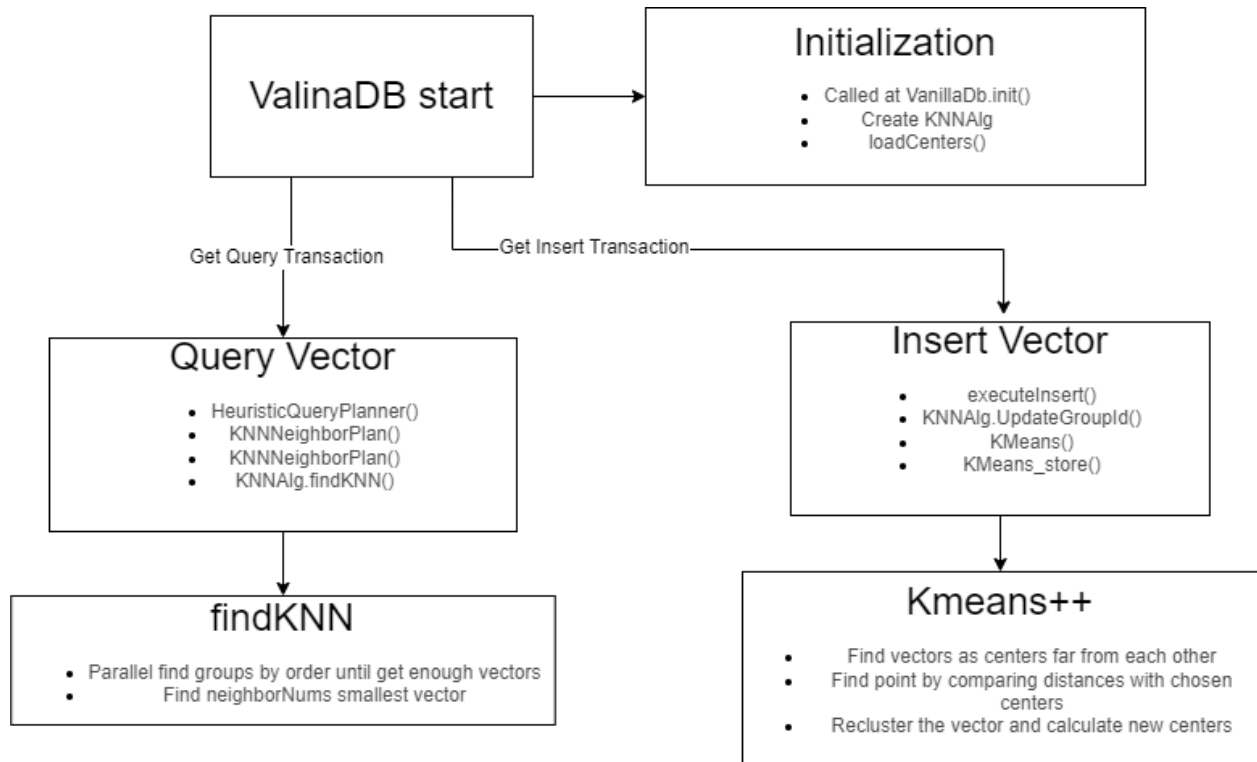 ValinaDB start
Initialization
Called at VanillaDb.init()
Create KNNAlg
loadCenters()
Get Query Transaction
Get Insert Transaction
Query Vector
HeuristicQueryPlanner()
KNNNeighborPlan()
KNNNeighborPlan()
KNNAlg.findKNN()
Insert Vector
executeInsert()
KNNAlg.UpdateGroupId()
KMeans()
KMeans_store()
findKNN
Parallel find groups by order until get enough vectors
Find neighborNums smallest vector
Kmeans++
Find vectors as centers far from each other
Find point by comparing distances with chosen
centers
Recluster the vector and calculate new centers